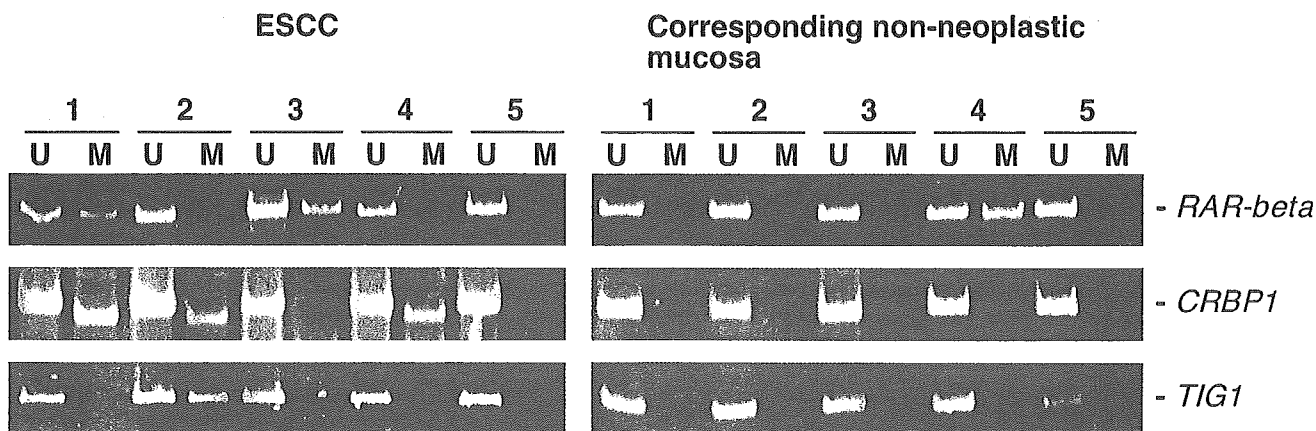 ESCC
Corresponding non-neoplastic
mucosa
1 2 3 4 5 1 2 3 4 5
U M U M U M U M U M U M U M U M U M U M
- RAR-beta
- CRBP1
- TIG1